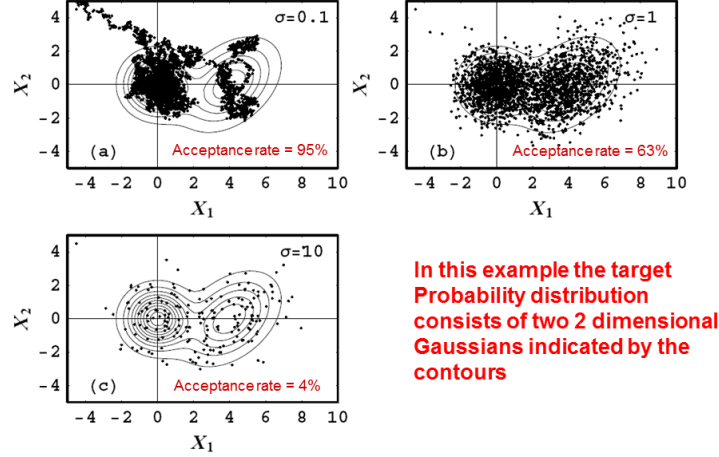 σ=0.1
4
2
0
-2
-4
X2
(a)
Acceptance rate = 95%
-4 -2 0 2 4 6 8 10
X1
σ=1
4
2
0
-2
-4
X2
(b)
Acceptance rate = 63%
-4 -2 0 2 4 6 8 10
X1
σ=10
4
2
0
-2
-4
X2
(c)
Acceptance rate = 4%
-4 -2 0 2 4 6 8 10
X1
In this example the target
Probability distribution
consists of two 2 dimensional
Gaussians indicated by the
contours